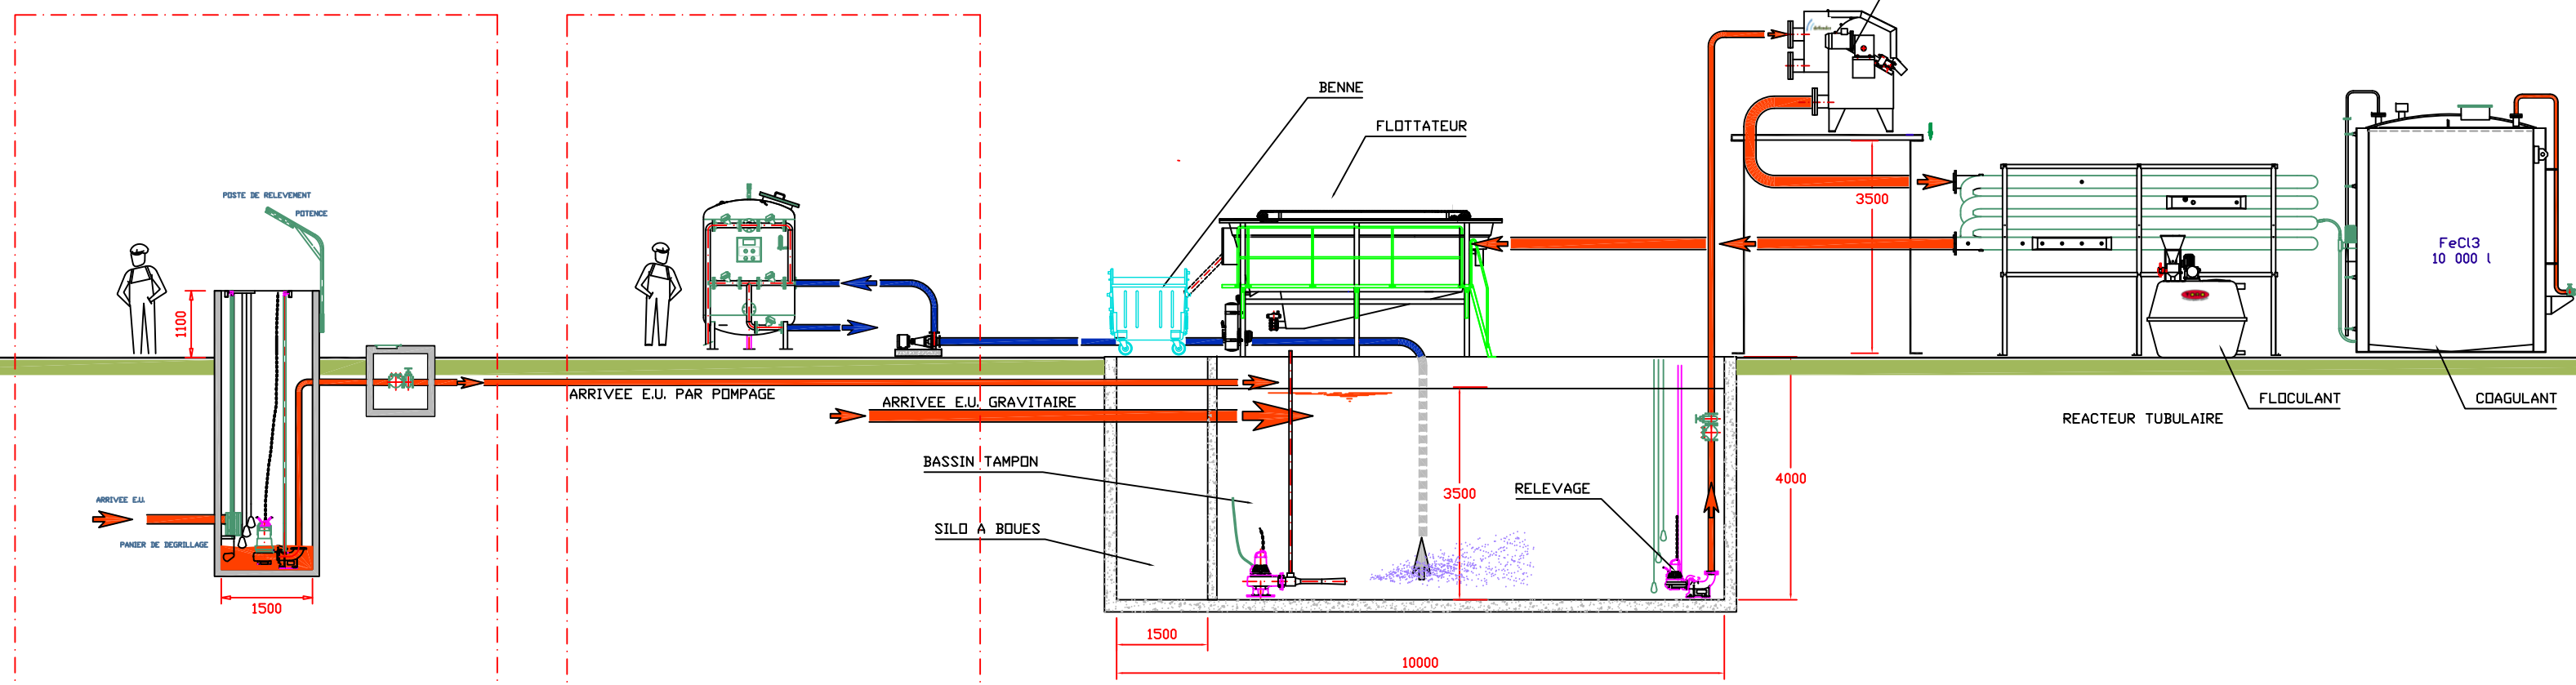 POSTE DE RELEVEMENT
POTENCE
1100
ARRIVEE E.U.
PANIER DE DEGRILLAGE
1500
ARRIVEE E.U. PAR POMPAGE
ARRIVEE E.U. GRAVITAIRE
BASSIN TAMPON
SILO A BOUES
BENNE
FLOTTATEUR
3500
RELEVAGE
4000
1500
10000
3500
REACTEUR TUBULAIRE
FLOCULANT
COAGULANT
FeCl3
10 000 l